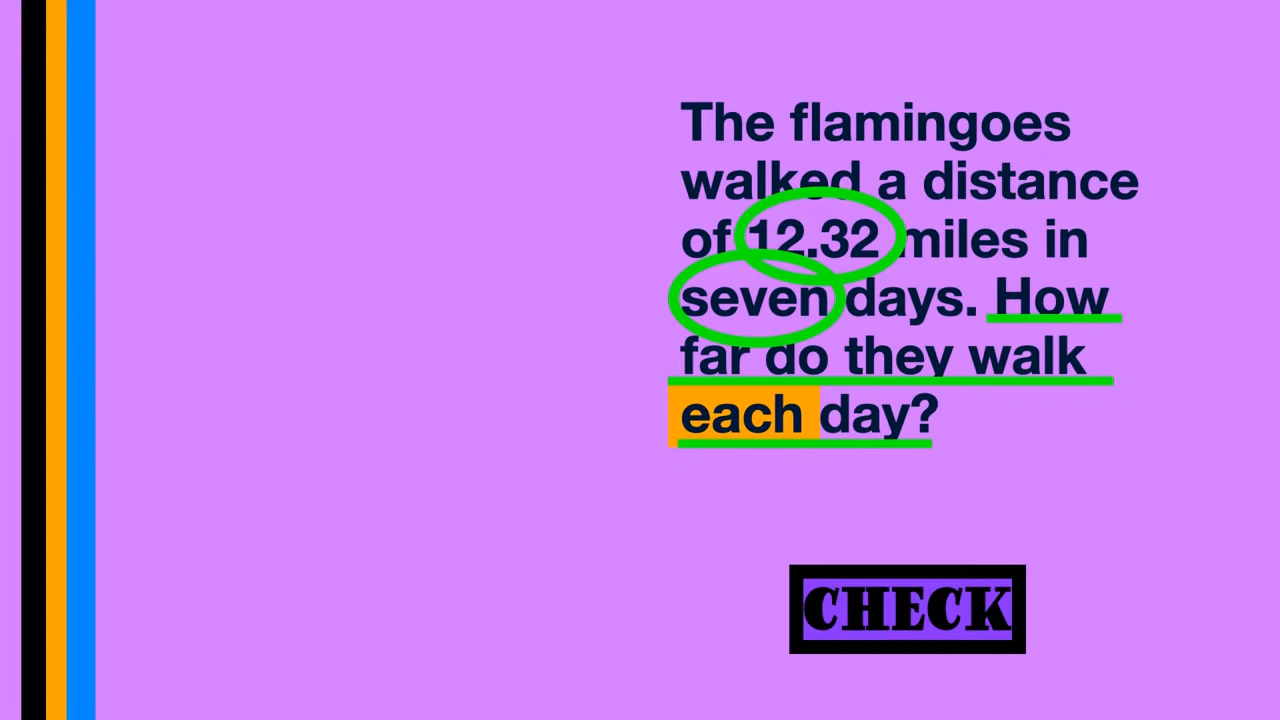 The flamingoes
walked a distance
of 12.32 miles in
seven days. How
far do they walk
each day?
CHECK